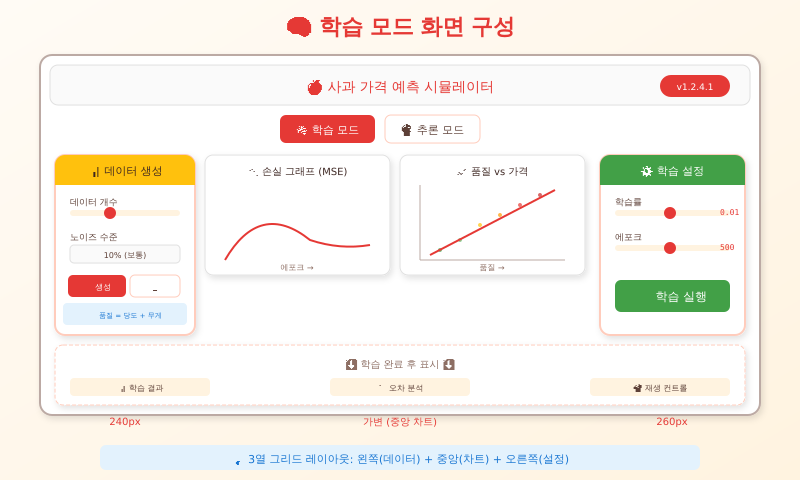 학습 모드 화면 구성
사과 가격 예측 시뮬레이터
v1.2.4.1
학습 모드
추론 모드
데이터 생성
데이터 개수
노이즈 수준
10% (보통)
생성
품질 = 당도 + 무게
손실 그래프 (MSE)
에포크 →
품질 vs 가격
품질 →
학습 설정
학습률
0.01
에포크
500
학습 실행
학습 완료 후 표시
학습 결과
오차 분석
재생 컨트롤
240px
가변 (중앙 차트)
260px
3열 그리드 레이아웃: 왼쪽(데이터) + 중앙(차트) + 오른쪽(설정)